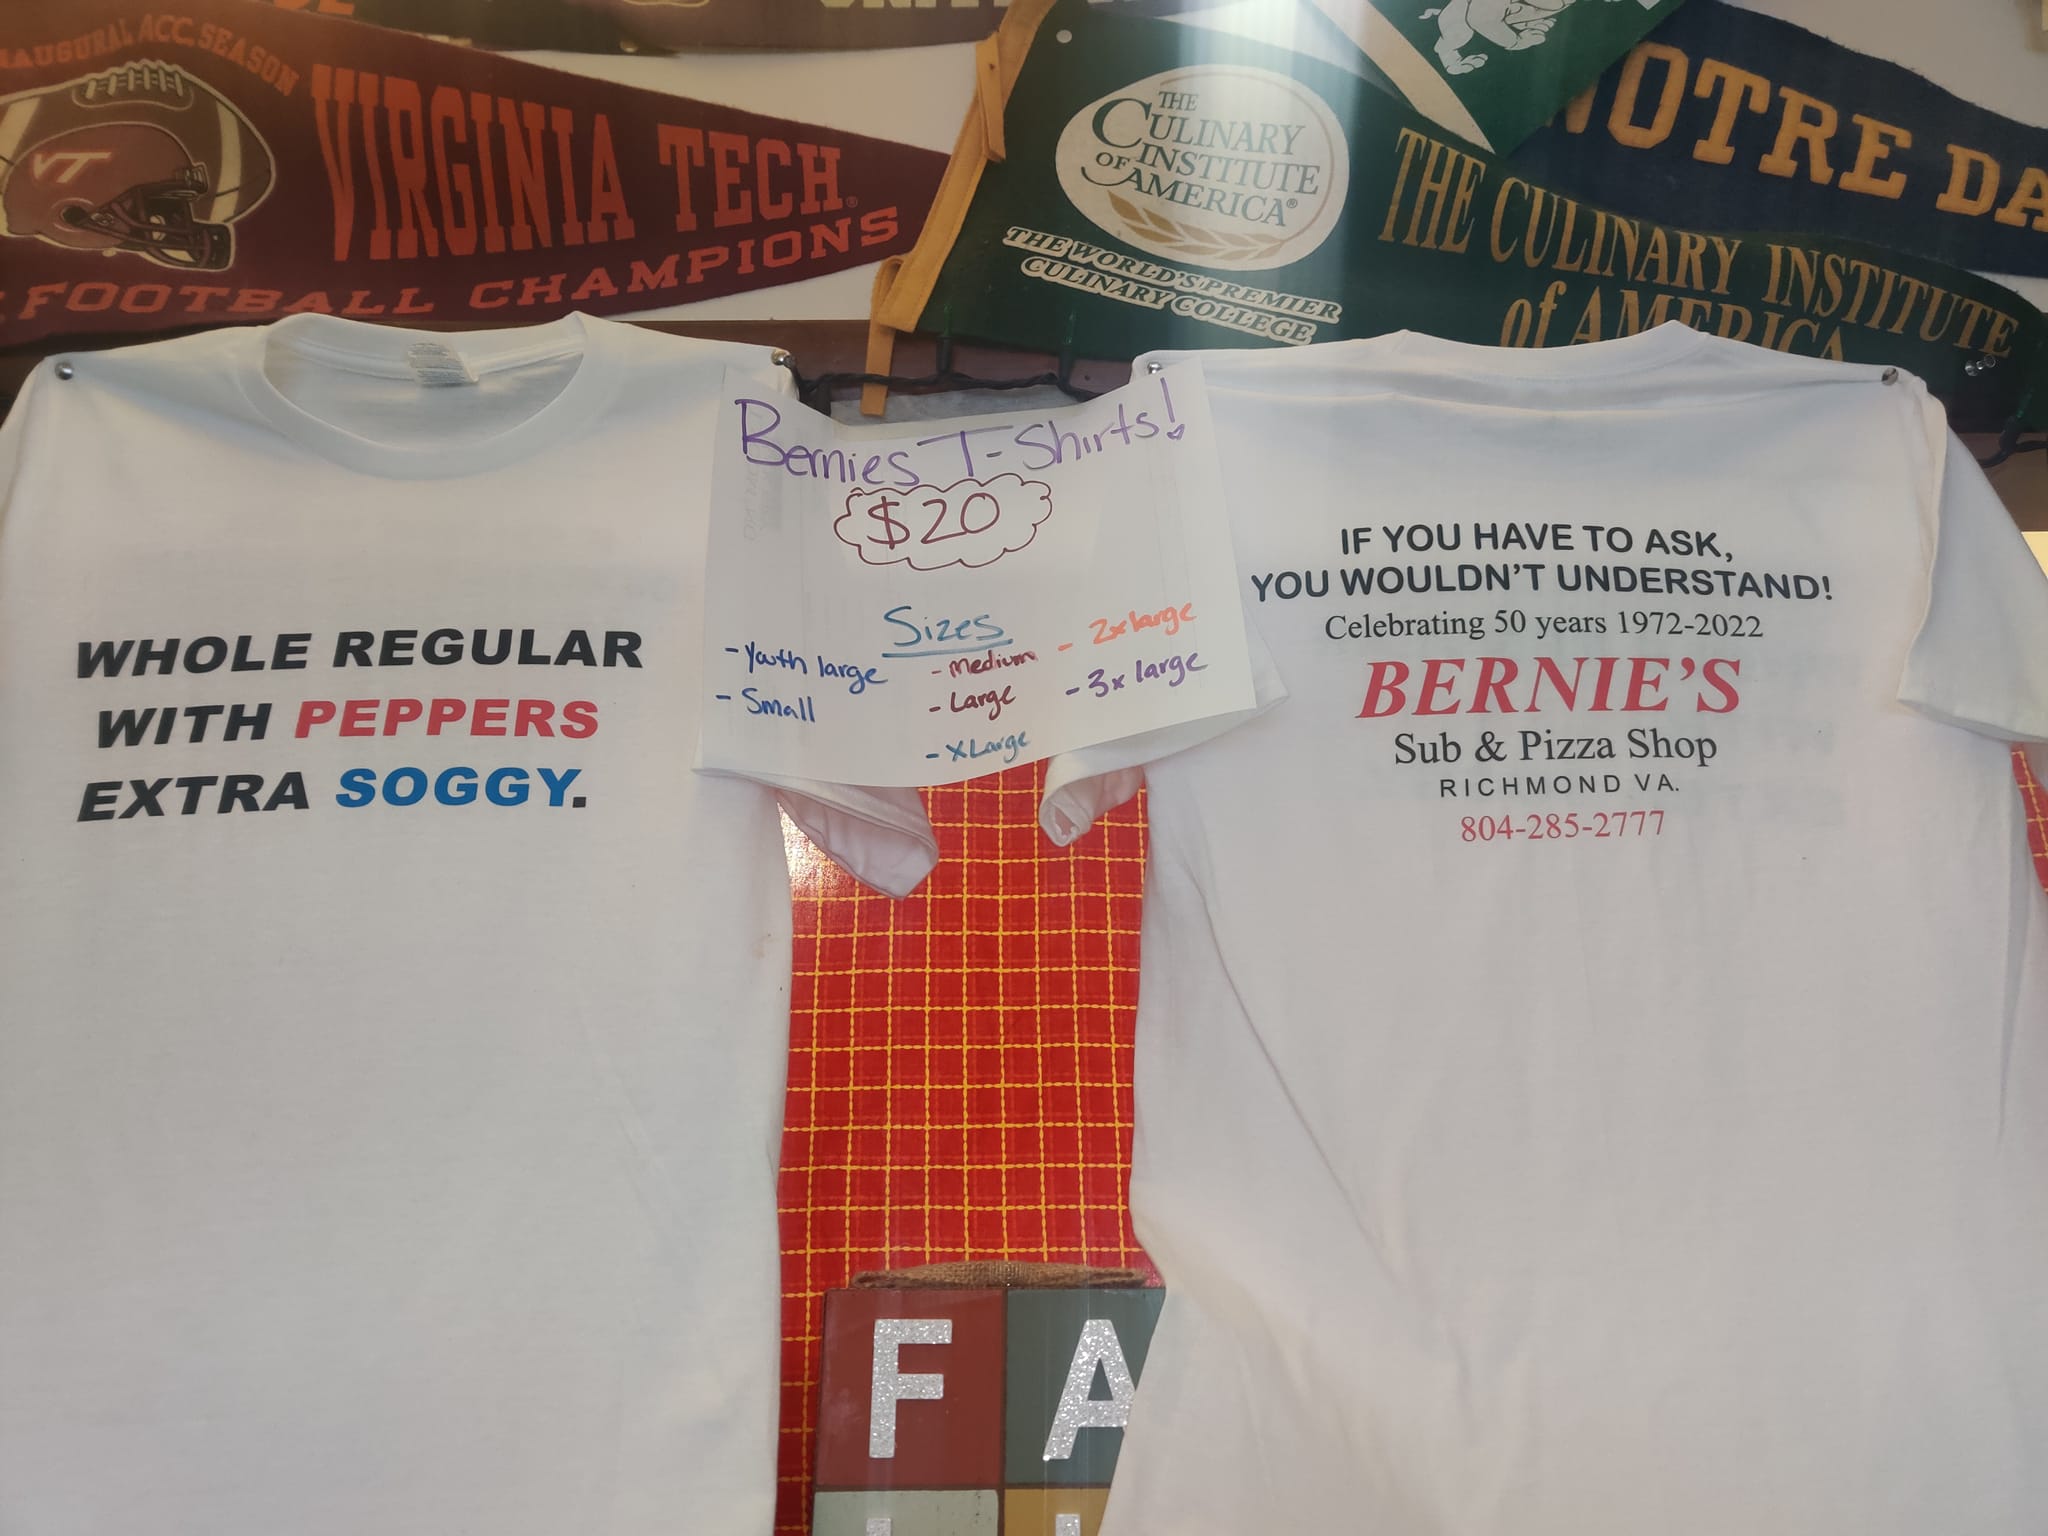 INAUGURAL ACC. SEASON
VT
VIRGINIA TECH®
FOOTBALL CHAMPIONS
THE
CULINARY
INSTITUTE
OF AMERICA®
THE WORLD'S PREMIER
CULINARY COLLEGE
THE CULINARY INSTITUTE
of AMERICA
NOTRE DA
WHOLE REGULAR
WITH PEPPERS
EXTRA SOGGY.
Bernies T-Shirts!
$20
Sizes
- Youth large
- Small
- Medium
- Large
- X Large
- 2x large
- 3x large
IF YOU HAVE TO ASK,
YOU WOULDN'T UNDERSTAND!
Celebrating 50 years 1972-2022
BERNIE'S
Sub & Pizza Shop
RICHMOND VA.
804-285-2777
F A